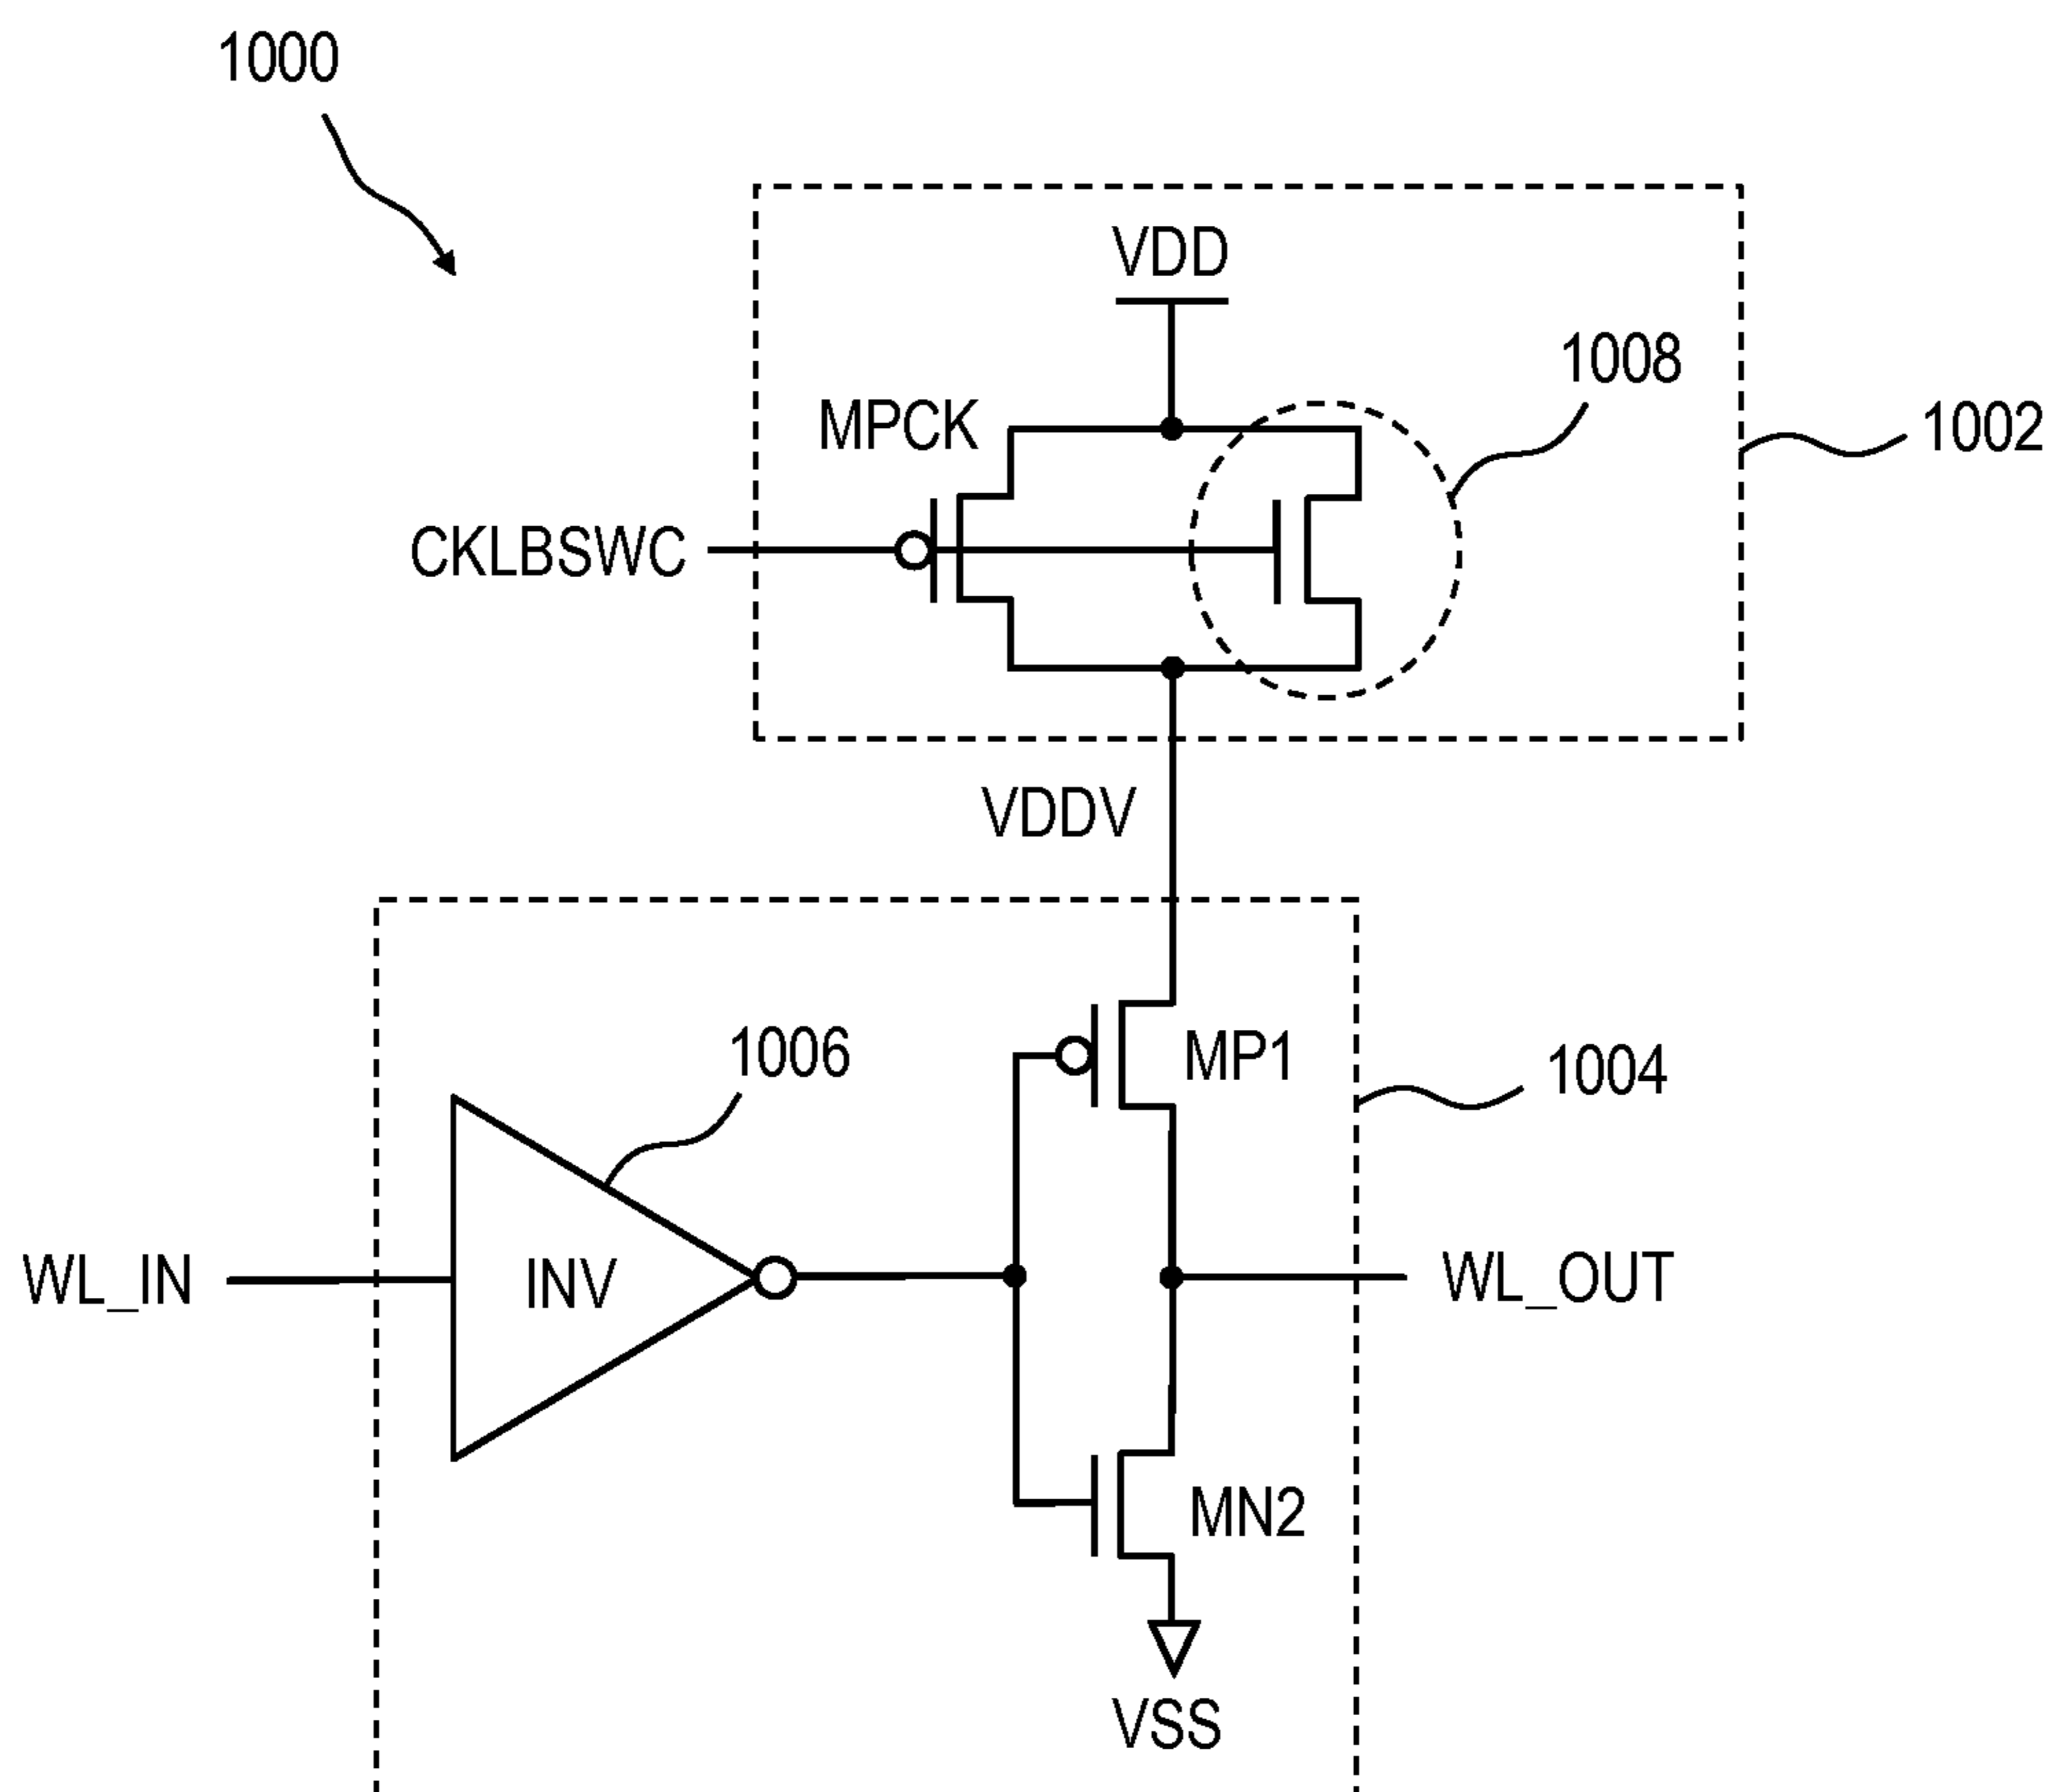 1000
VDD
1008
MPCK
1002
CKLBSWC
VDDV
1006
MP1
1004
WL_IN
INV
WL_OUT
MN2
VSS